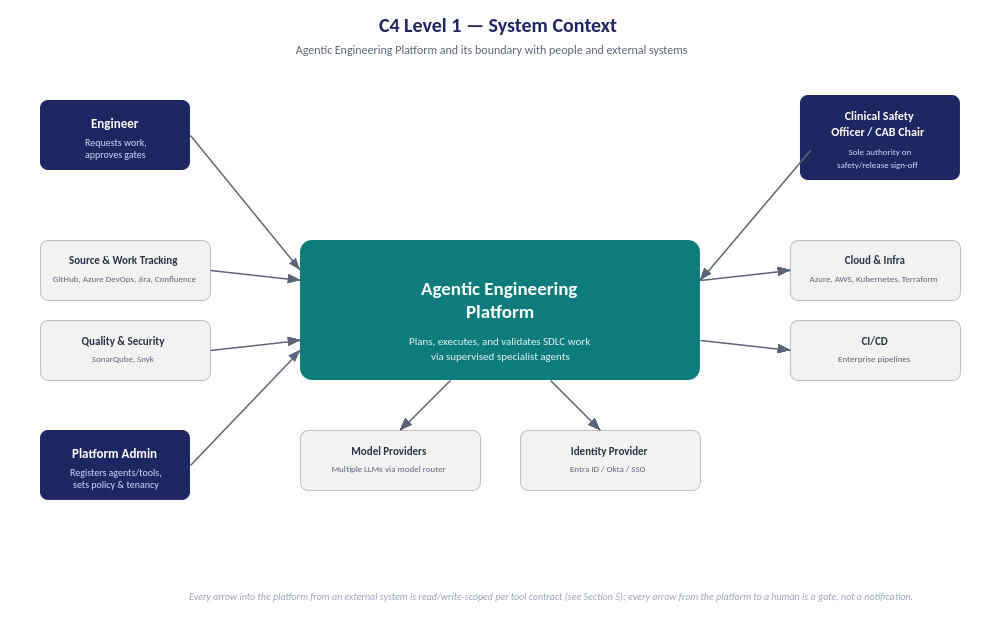 C4 Level 1 — System Context
Agentic Engineering Platform and its boundary with people and external systems
Engineer
Requests work,
approves gates
Clinical Safety
Officer / CAB Chair
Sole authority on
safety/release sign-off
Source & Work Tracking
GitHub, Azure DevOps, Jira, Confluence
Quality & Security
SonarQube, Snyk
Platform Admin
Registers agents/tools,
sets policy & tenancy
Agentic Engineering
Platform
Plans, executes, and validates SDLC work
via supervised specialist agents
Cloud & Infra
Azure, AWS, Kubernetes, Terraform
CI/CD
Enterprise pipelines
Model Providers
Multiple LLMs via model router
Identity Provider
Entra ID / Okta / SSO
Every arrow into the platform from an external system is read/write-scoped per tool contract (see Section 5); every arrow from the platform to a human is a gate, not a notification.